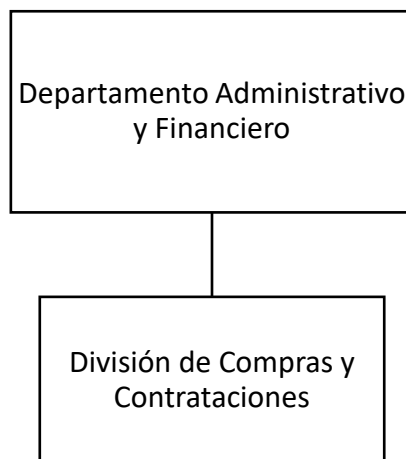 Departamento Administrativo
y Financiero
División de Compras y
Contrataciones